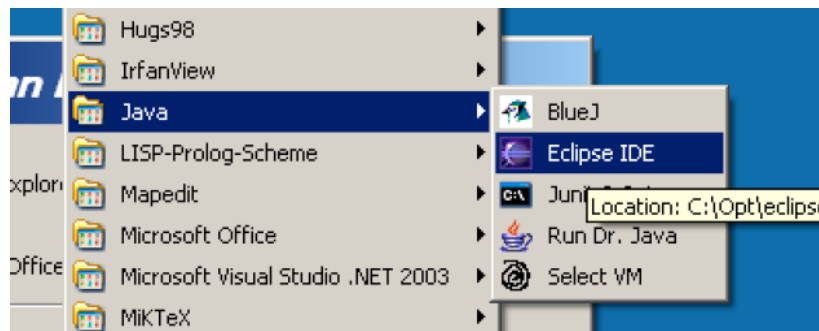 Hugs98
IrfanView
Java
LISP-Prolog-Scheme
Mapedit
Microsoft Office
Microsoft Visual Studio .NET 2003
MiKTeX
BlueJ
Eclipse IDE
Location: C:\Opt\eclips
Run Dr. Java
Select VM
Office